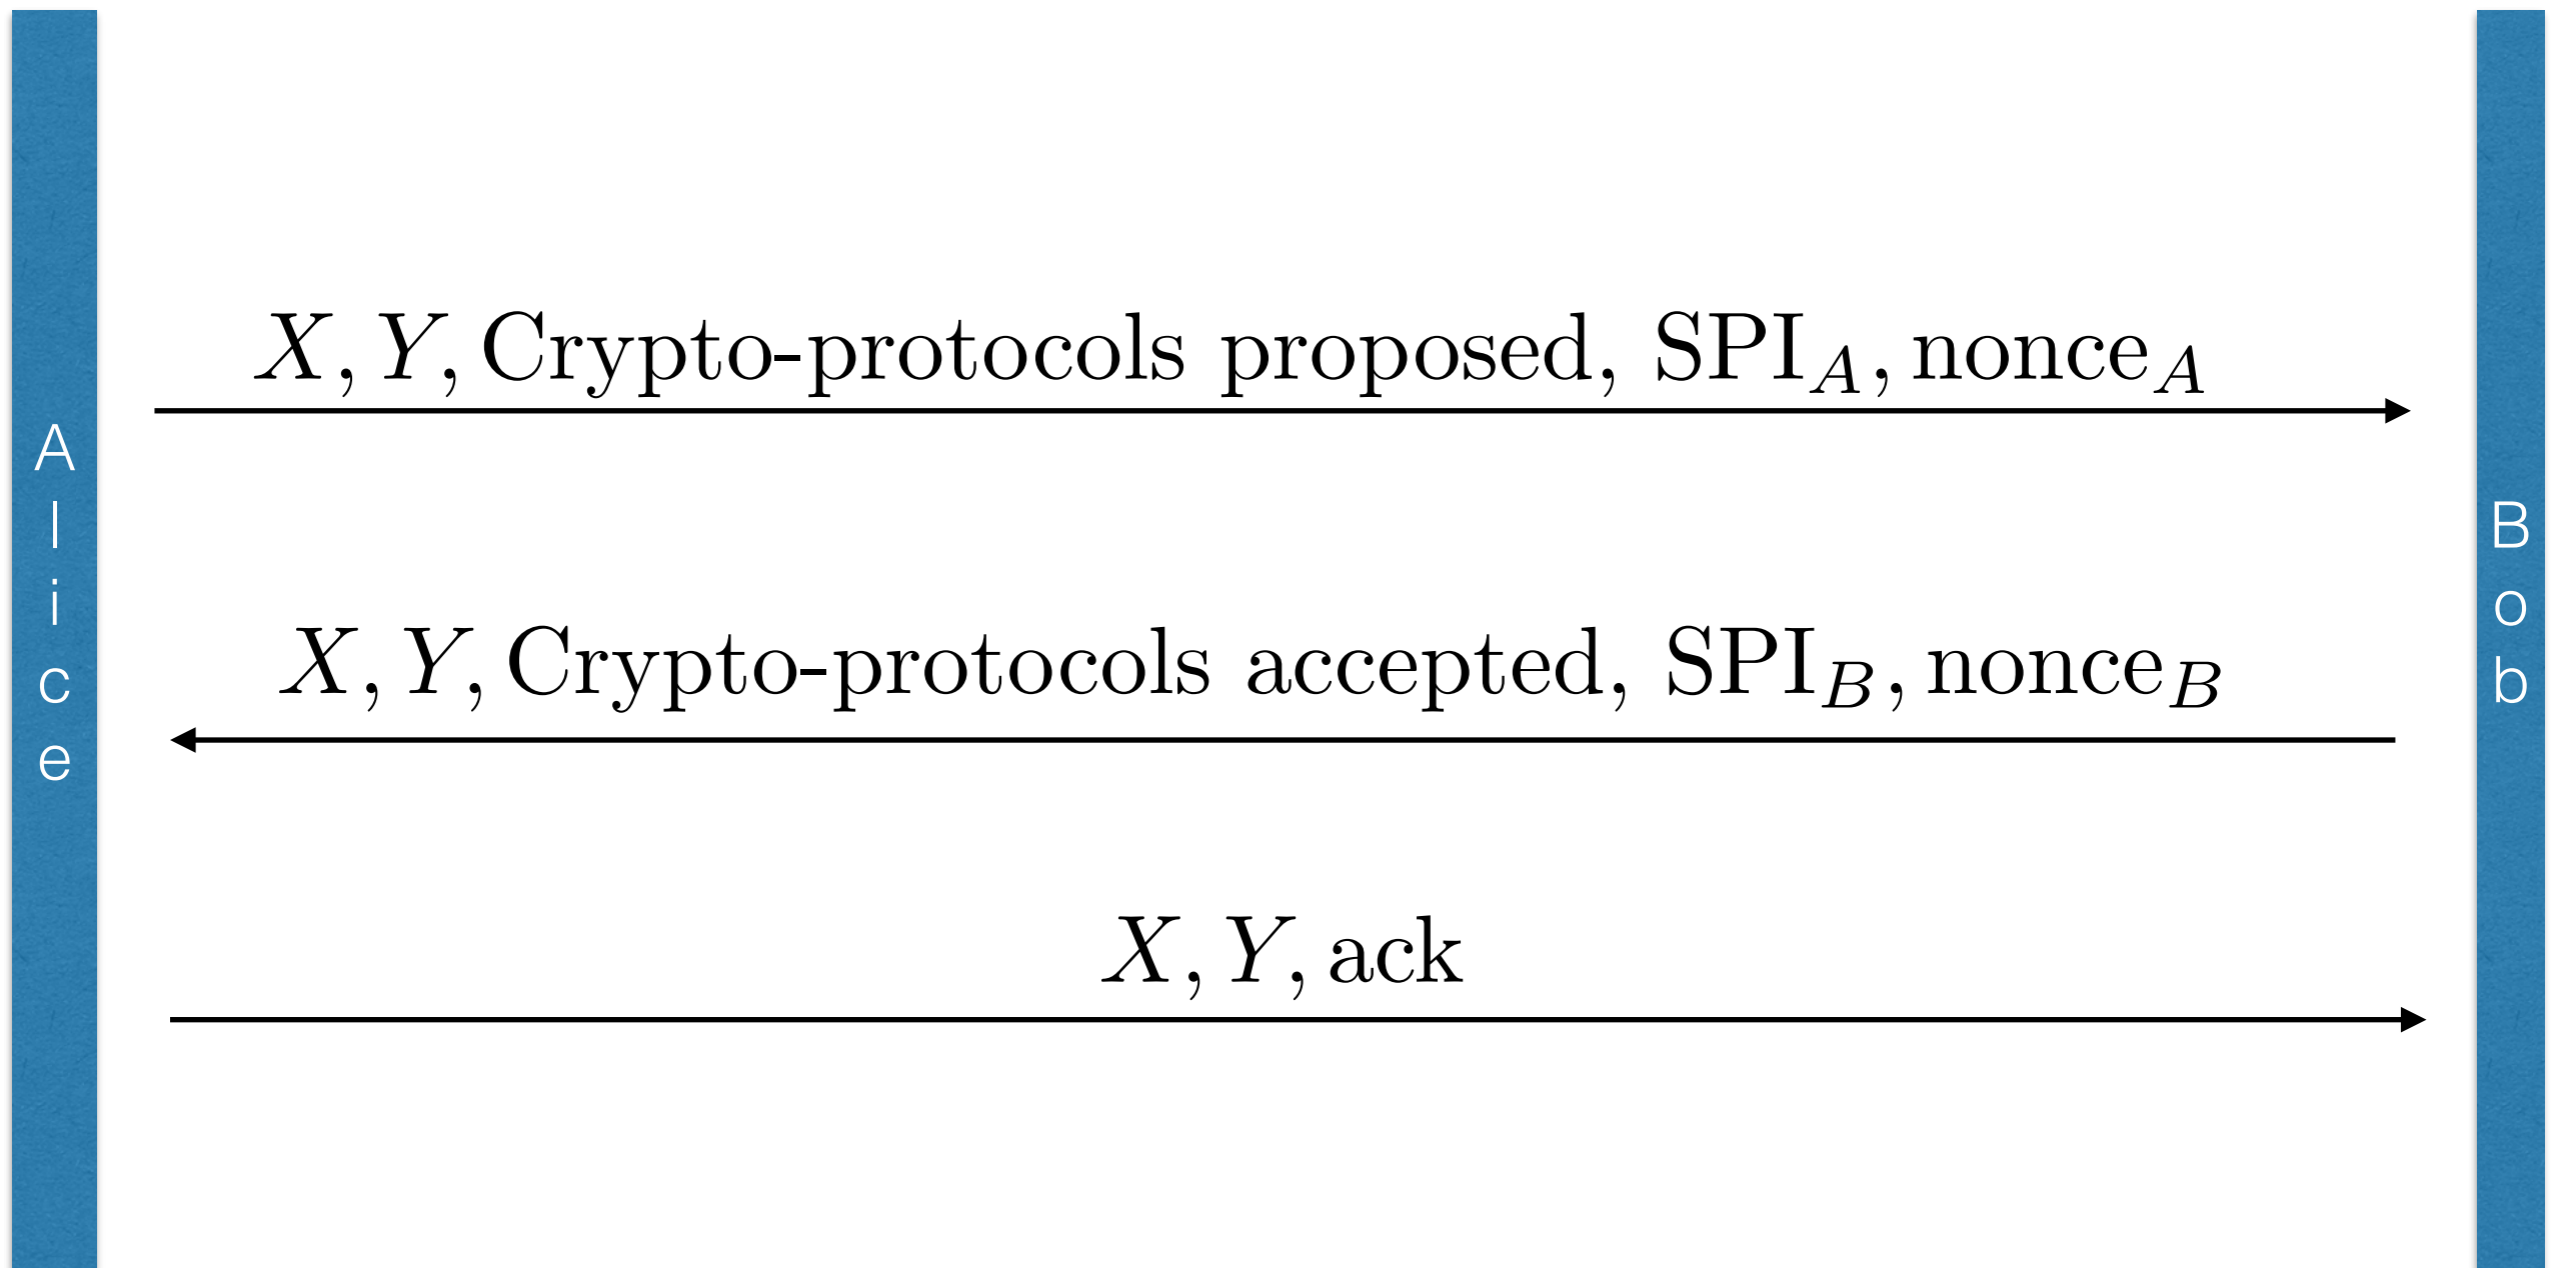 Alice
X, Y, Crypto-protocols proposed, SPI_A, nonce_A
X, Y, Crypto-protocols accepted, SPI_B, nonce_B
X, Y, ack
Bob